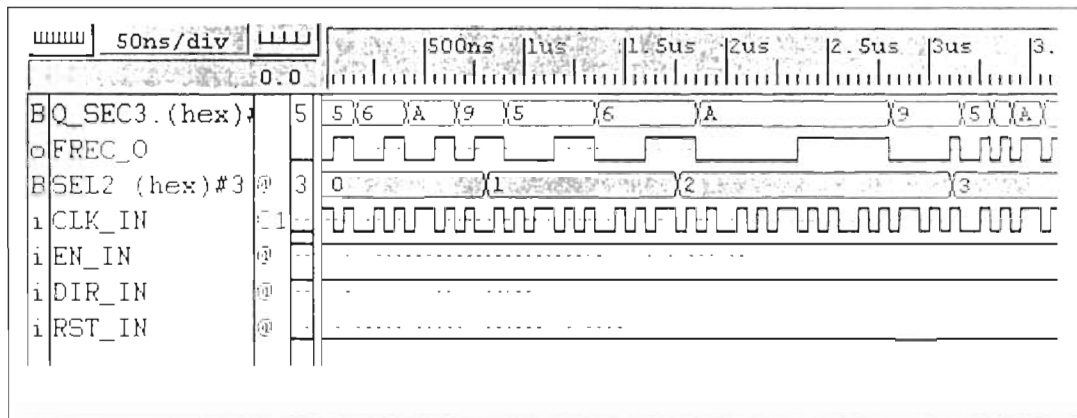 50ns/div 500ns 1us 1.5us 2us 2.5us 3us 3.
0.0
B Q_SEC3.(hex)# 5 5 6 A 9 5 6 A 9 5 A
o FREC_O
B SEL2 (hex)#3 @ 3 0 1 2 3
i CLK_IN 1
i EN_IN @
i DIR_IN @
i RST_IN @